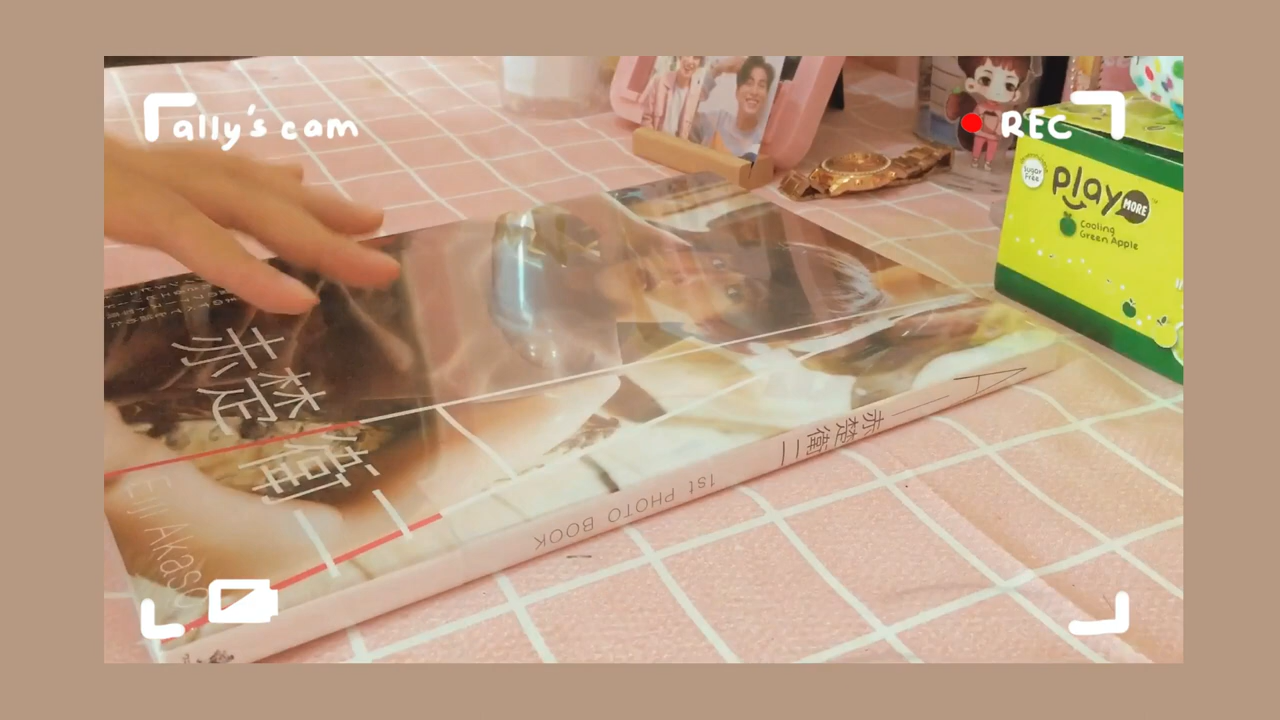 ally's cam
REC
Sugar Free
play MORE
Cooling
Green Apple
赤楚衛二
Eiji Akaso
A
赤楚衛二
1st PHOTO BOOK